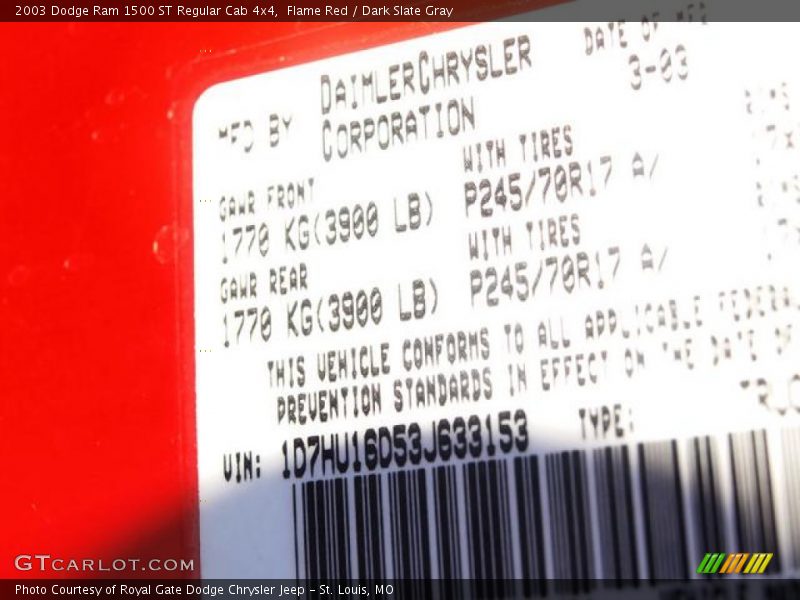 2003 Dodge Ram 1500 ST Regular Cab 4x4,  Flame Red / Dark Slate Gray
DATE OF MFD
3-03
MFD BY DAIMLERCHRYSLER
CORPORATION
GAWR FRONT WITH TIRES
1770 KG(3900 LB) P245/70R17 A/
GAWR REAR WITH TIRES
1770 KG(3900 LB) P245/70R17 A/
THIS VEHICLE CONFORMS TO ALL APPLICABLE FEDERAL
PREVENTION STANDARDS IN EFFECT ON THE DATE OF
VIN: 1D7HU16D53J633153 TYPE:
GTCARLOT.COM
Photo Courtesy of Royal Gate Dodge Chrysler Jeep - St. Louis, MO